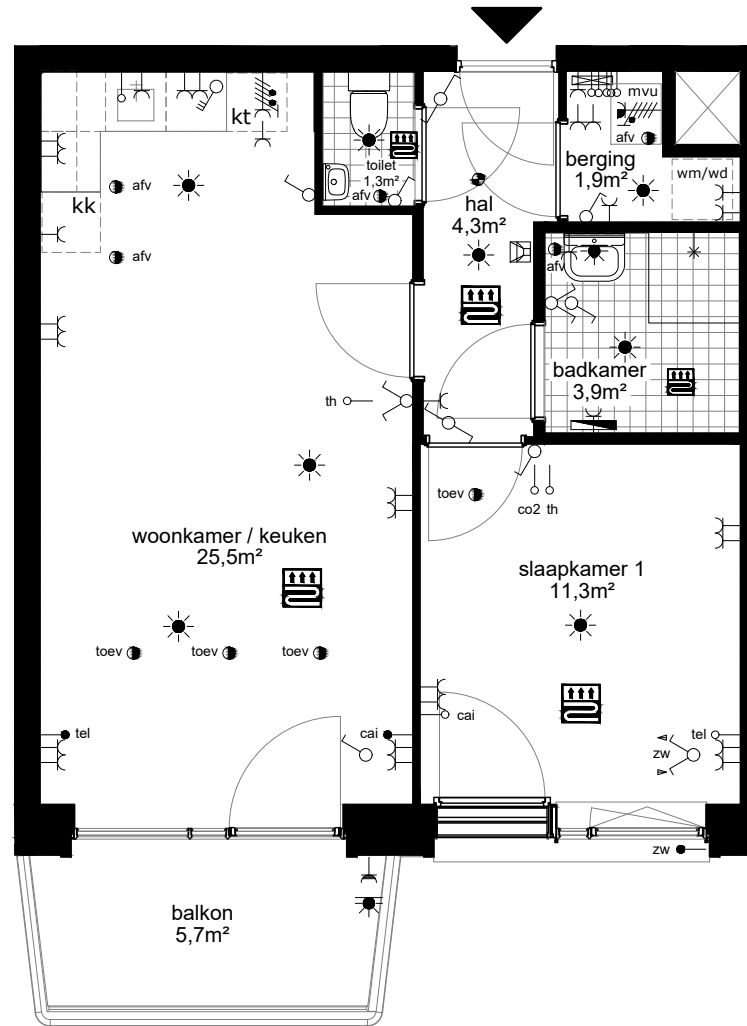 mvu
kt
afv
toilet
1,3m²
berging
1,9m²
wm/wd
afv
kk
afv
hal
4,3m²
afv
afv
badkamer
3,9m²
th
toev
co2 th
woonkamer / keuken
25,5m²
slaapkamer 1
11,3m²
toev
toev
toev
tel
cai
cai
tel
zw
zw
balkon
5,7m²